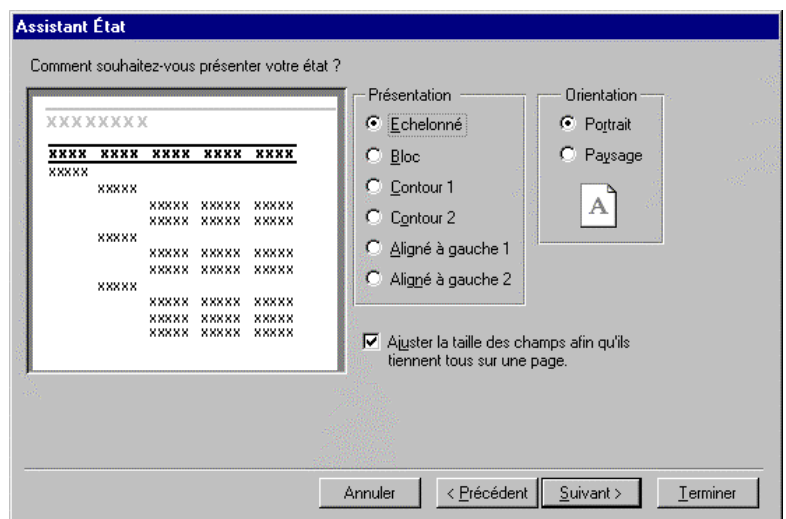 Assistant État
Comment souhaitez-vous présenter votre état ?
XXXXXXXX
XXXX XXXX XXXX XXXX XXXX
XXXXX
XXXXX
XXXXX XXXXX XXXXX
XXXXX XXXXX XXXXX
XXXXX
XXXXX XXXXX XXXXX
XXXXX XXXXX XXXXX
XXXXX
XXXXX XXXXX XXXXX
XXXXX XXXXX XXXXX
XXXXX XXXXX XXXXX
Présentation
Echelonné
Bloc
Contour 1
Contour 2
Aligné à gauche 1
Aligné à gauche 2
Orientation
Portrait
Paysage
A
Ajuster la taille des champs afin qu'ils
tiennent tous sur une page.
Annuler
< Précédent
Suivant >
Terminer